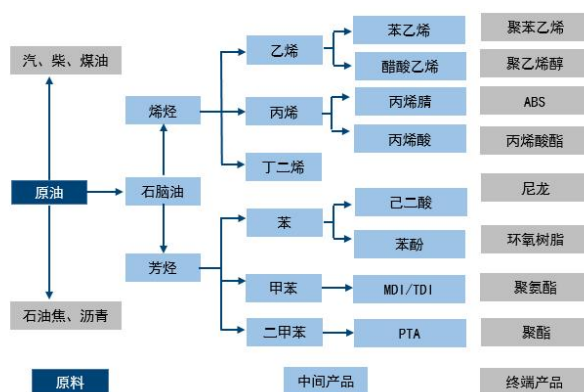 苯乙烯
聚苯乙烯
乙烯
汽、柴、煤油
醋酸乙烯
聚乙烯醇
丙烯腈
ABS
烯烃
丙烯
丙烯酸
丙烯酸酯
丁二烯
原油
石脑油
己二酸
尼龙
苯
苯酚
环氧树脂
芳烃
石油焦、沥青
甲苯
MDI/TDI
聚氨酯
二甲苯
PTA
聚酯
原料
中间产品
终端产品